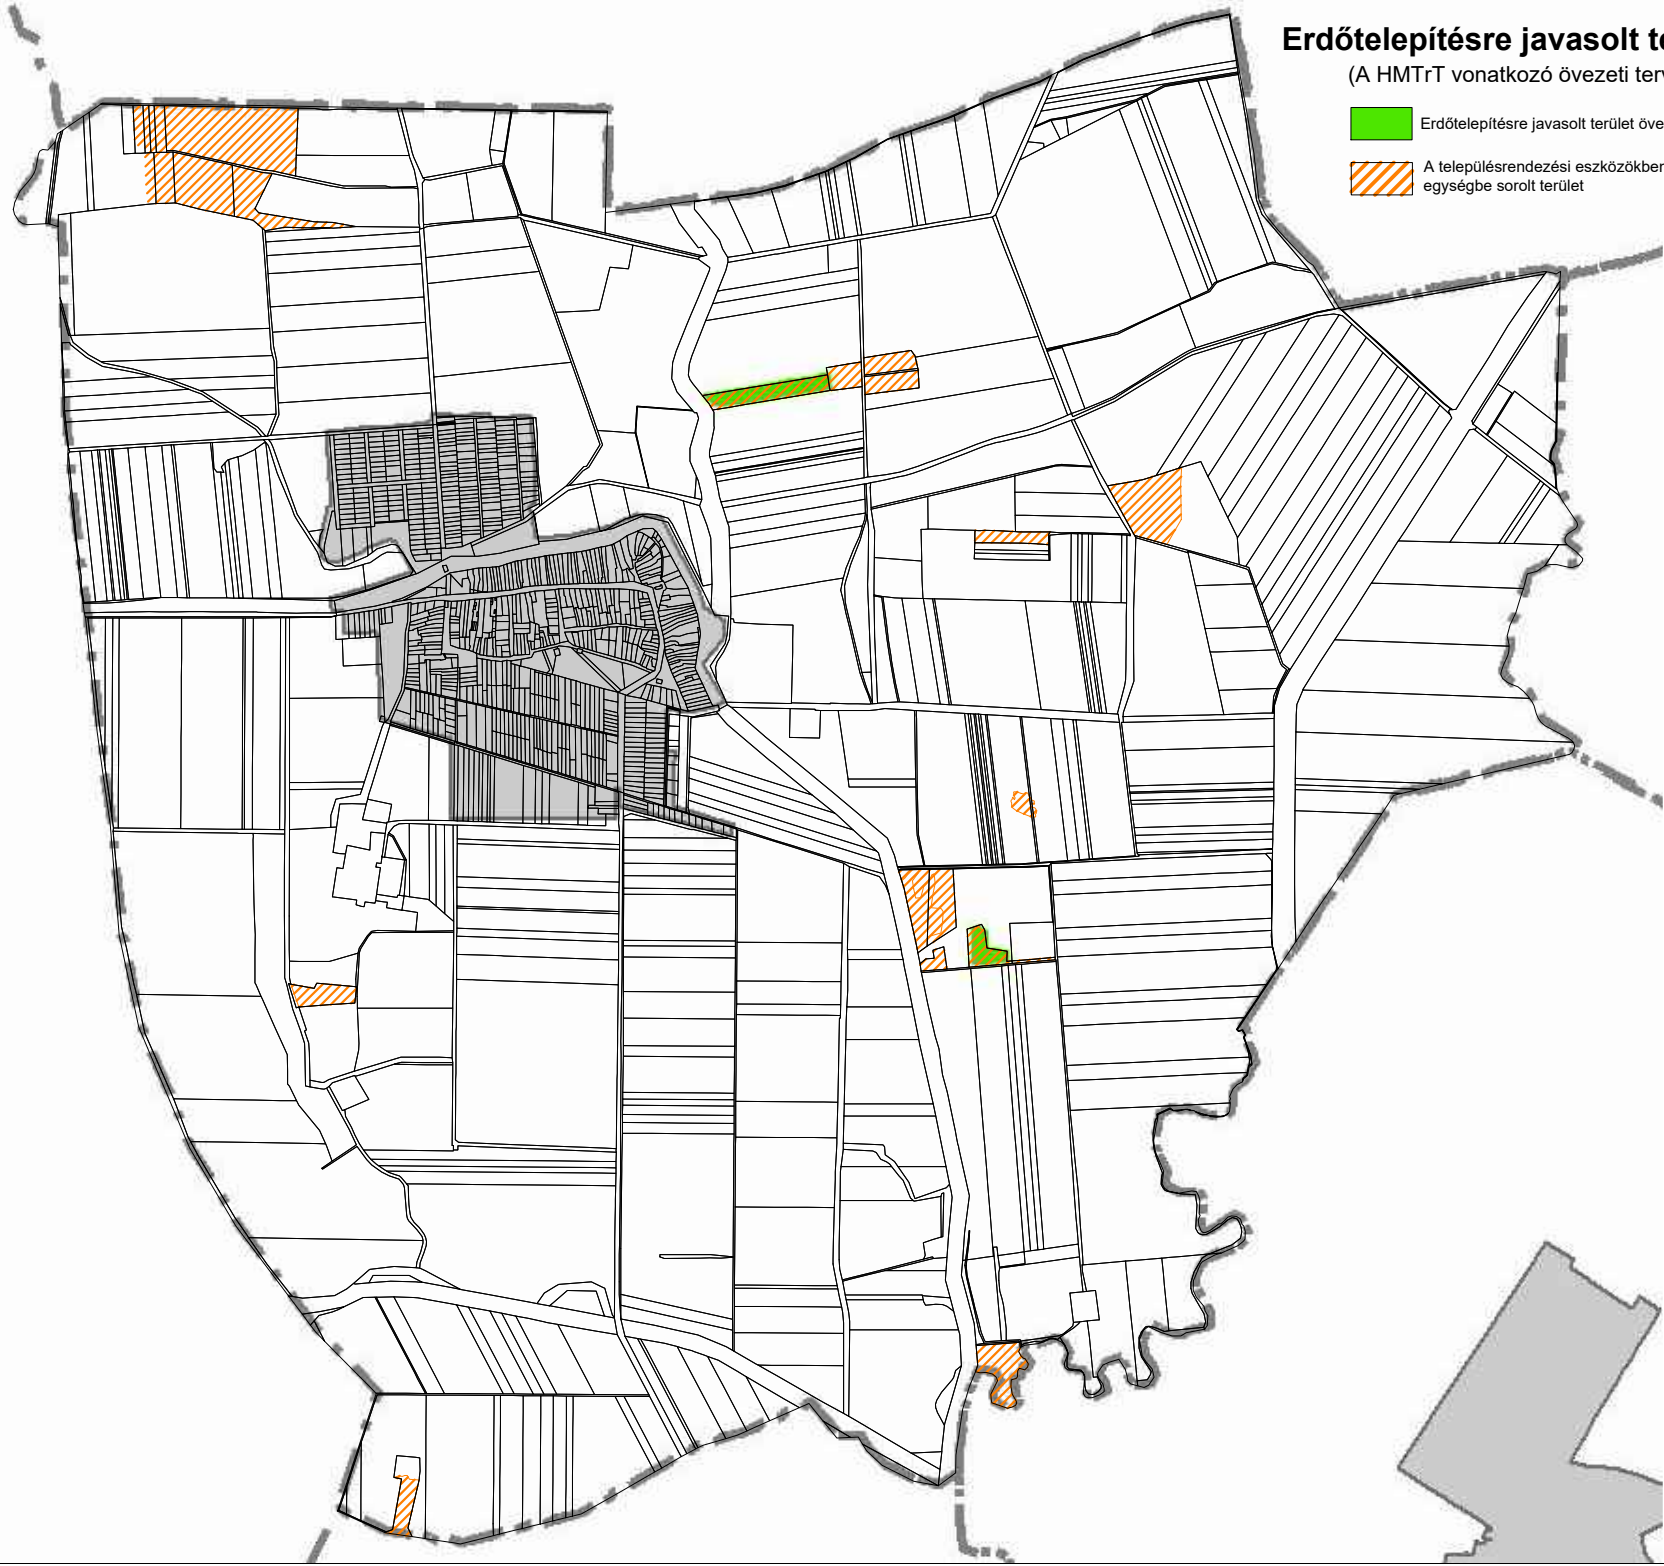 Erdőtelepítésre javasolt te
(A HMTrT vonatkozó övezeti terv
Erdőtelepítésre javasolt terület öve
A településrendezési eszközökben
egységbe sorolt terület